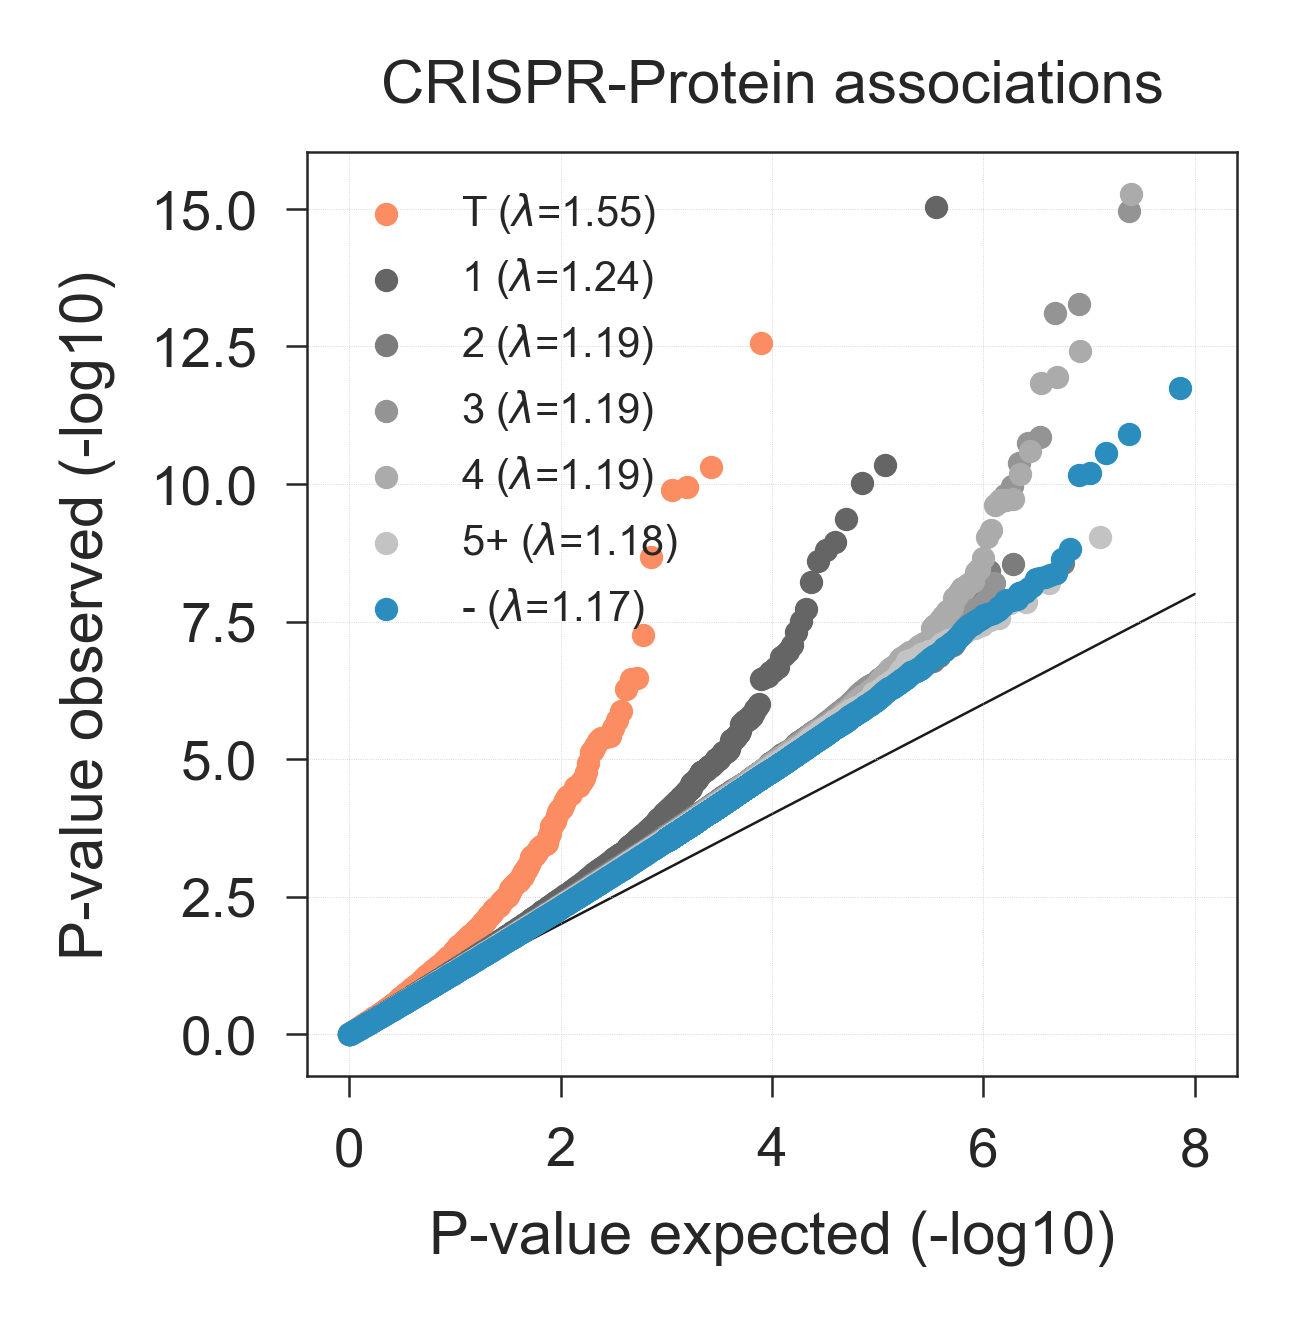 CRISPR-Protein associations
P-value observed (-log10)
15.0
12.5
10.0
7.5
5.0
2.5
0.0
T (λ=1.55)
1 (λ=1.24)
2 (λ=1.19)
3 (λ=1.19)
4 (λ=1.19)
5+ (λ=1.18)
- (λ=1.17)
0 2 4 6 8
P-value expected (-log10)